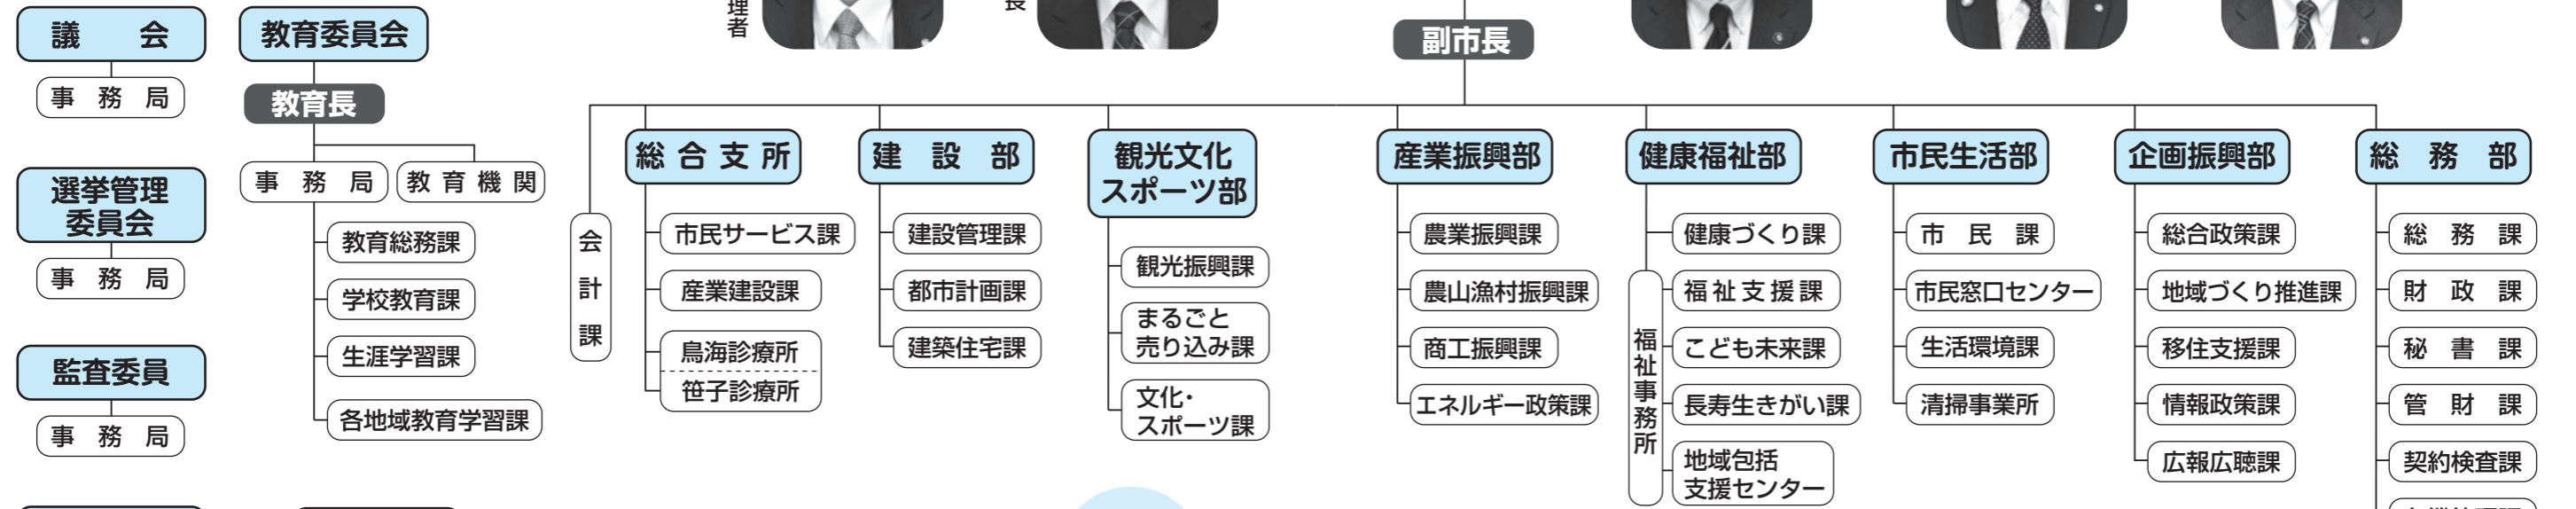 理者
長
副市長
議　会
事　務　局
選挙管理
委員会
事　務　局
監査委員
事　務　局
教育委員会
教育長
事　務　局
教育機関
教育総務課
学校教育課
生涯学習課
各地域教育学習課
会計課
総合支所
市民サービス課
産業建設課
鳥海診療所
笹子診療所
建　設　部
建設管理課
都市計画課
建築住宅課
観光文化
スポーツ部
観光振興課
まるごと
売り込み課
文化・
スポーツ課
産業振興部
農業振興課
農山漁村振興課
商工振興課
エネルギー政策課
健康福祉部
健康づくり課
福祉事務所
福祉支援課
こども未来課
長寿生きがい課
地域包括
支援センター
市民生活部
市　民　課
市民窓口センター
生活環境課
清掃事業所
企画振興部
総合政策課
地域づくり推進課
移住支援課
情報政策課
広報広聴課
総　務　部
総　務　課
財　政　課
秘　書　課
管　財　課
契約検査課